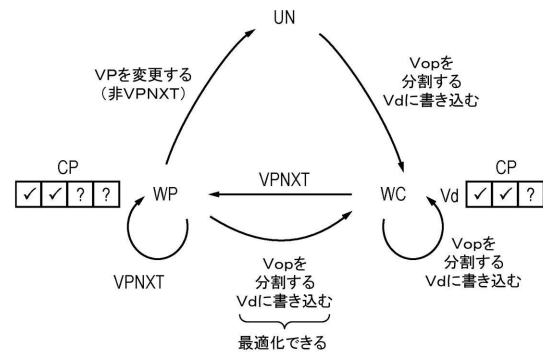 UN
VPを変更する
(非VPNXT)
Vopを
分割する
Vdに書き込む
CP
✓ ✓ ? ?
WP
VPNXT
WC
Vd
CP
✓ ✓ ?
VPNXT
Vopを
分割する
Vdに書き込む
最適化できる
Vopを
分割する
Vdに書き込む